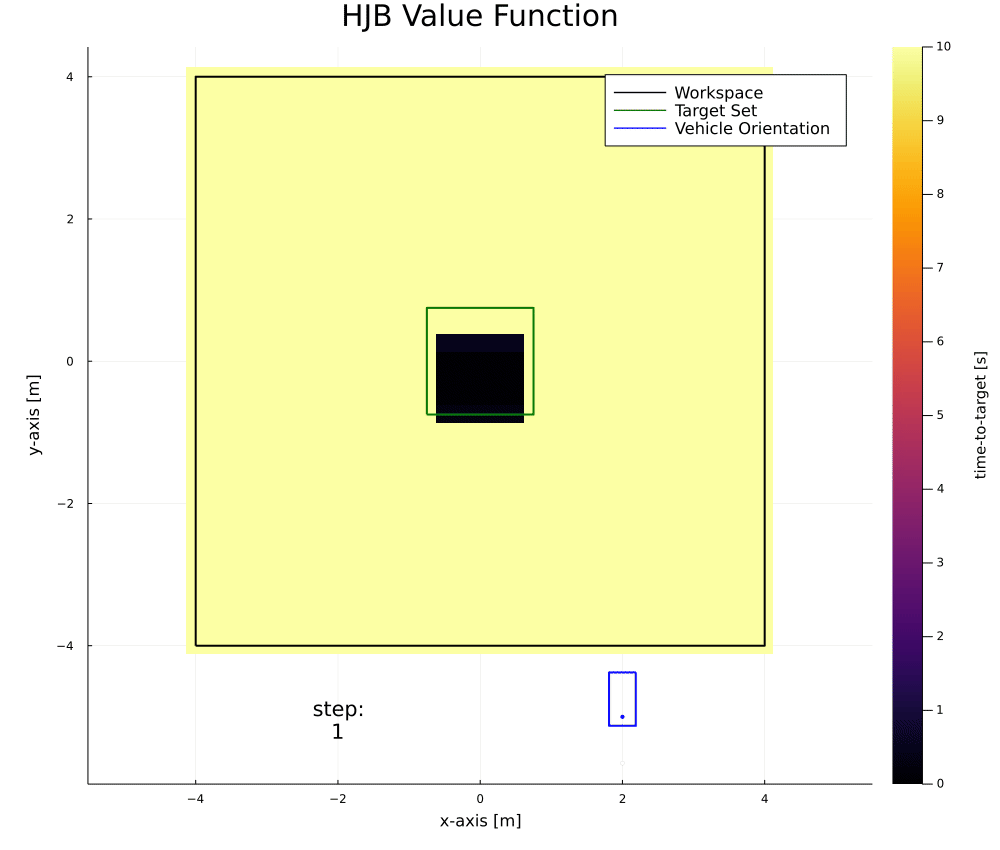 HJB Value Function
Workspace
Target Set
Vehicle Orientation
4
2
0
−2
−4
y-axis [m]
−4
−2
0
2
4
x-axis [m]
step:
1
10
9
8
7
6
5
4
3
2
1
0
time-to-target [s]